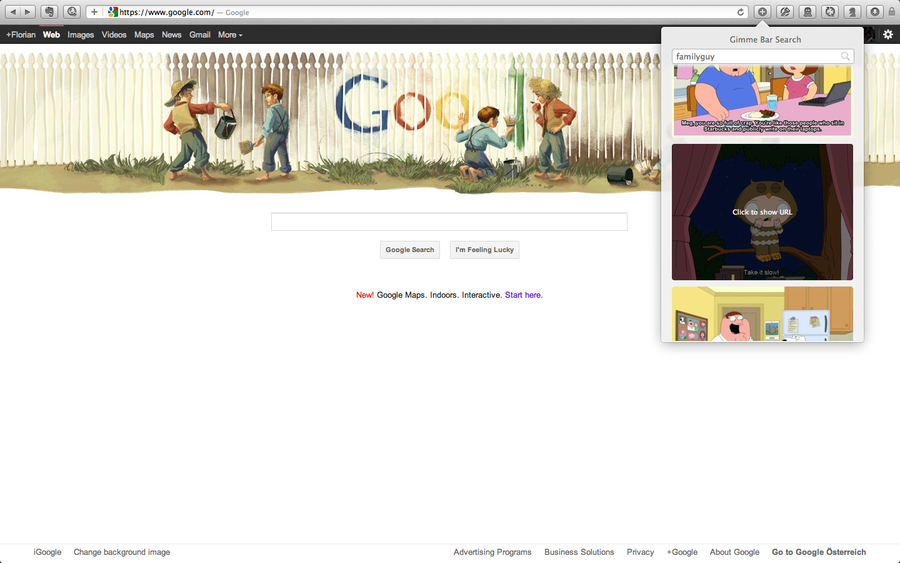 https://www.google.com/ — Google
+Florian Web Images Videos Maps News Gmail More
Google
Google Search I'm Feeling Lucky
New! Google Maps. Indoors. Interactive. Start here.
Gimme Bar Search
familyguy
Meg, you are so full of crap. You're like those people who sit in
Starbucks and publicly write on their laptops.
Click to show URL
Take it slow!
iGoogle Change background image Advertising Programs Business Solutions Privacy +Google About Google Go to Google Österreich